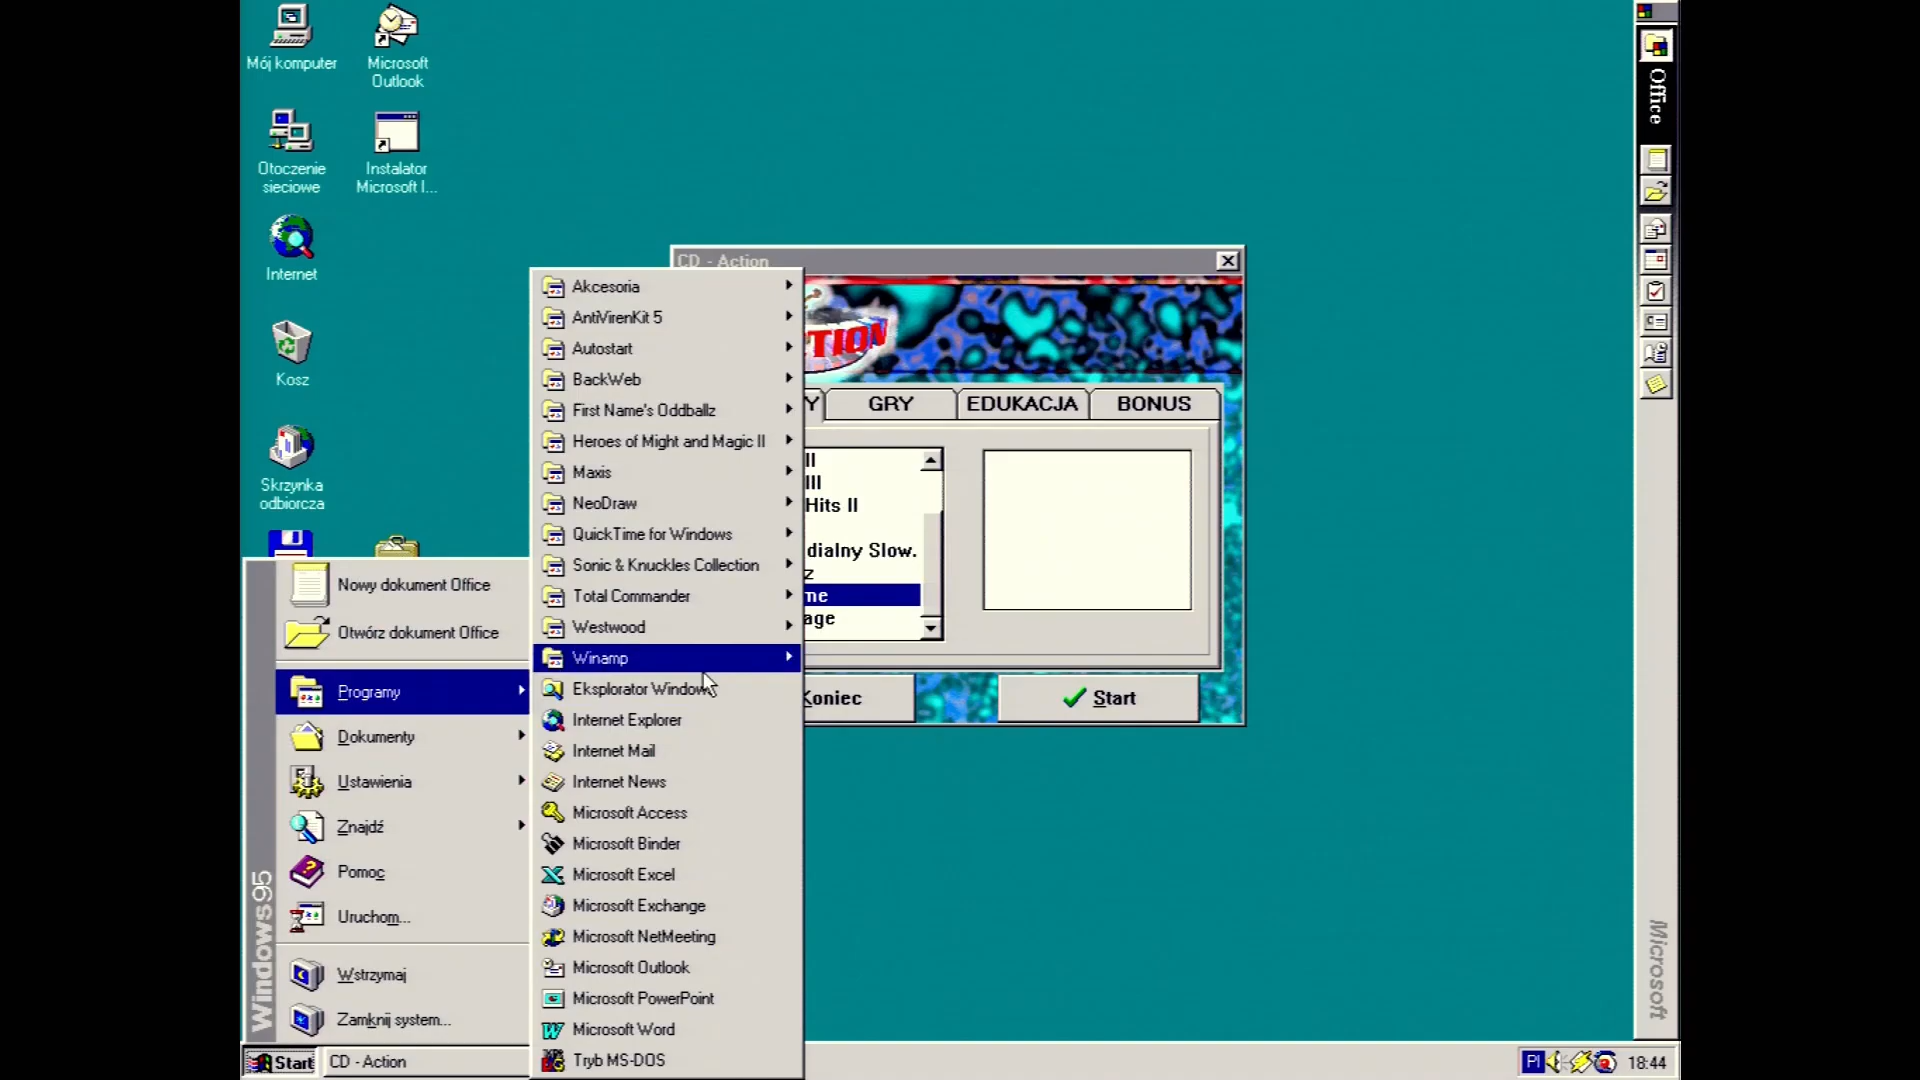 Mój komputer
Microsoft
Outlook
Otoczenie
sieciowe
Instalator
Microsoft I...
Internet
Kosz
Skrzynka
odbiorcza
Office
Microsoft
CD - Action
TION
Y
GRY
EDUKACJA
BONUS
II
III
Hits II
dialny Slow.
z
me
age
Koniec
Start
Akcesoria
AntiVirenKit 5
Autostart
BackWeb
First Name's Oddballz
Heroes of Might and Magic II
Maxis
NeoDraw
QuickTime for Windows
Sonic & Knuckles Collection
Total Commander
Westwood
Winamp
Eksplorator Windows
Internet Explorer
Internet Mail
Internet News
Microsoft Access
Microsoft Binder
Microsoft Excel
Microsoft Exchange
Microsoft NetMeeting
Microsoft Outlook
Microsoft PowerPoint
Microsoft Word
Tryb MS-DOS
Nowy dokument Office
Otwórz dokument Office
Programy
Dokumenty
Ustawienia
Znajdź
Pomoc
Uruchom...
Wstrzymaj
Zamknij system...
Windows95
Start
CD - Action
Pl
18:44